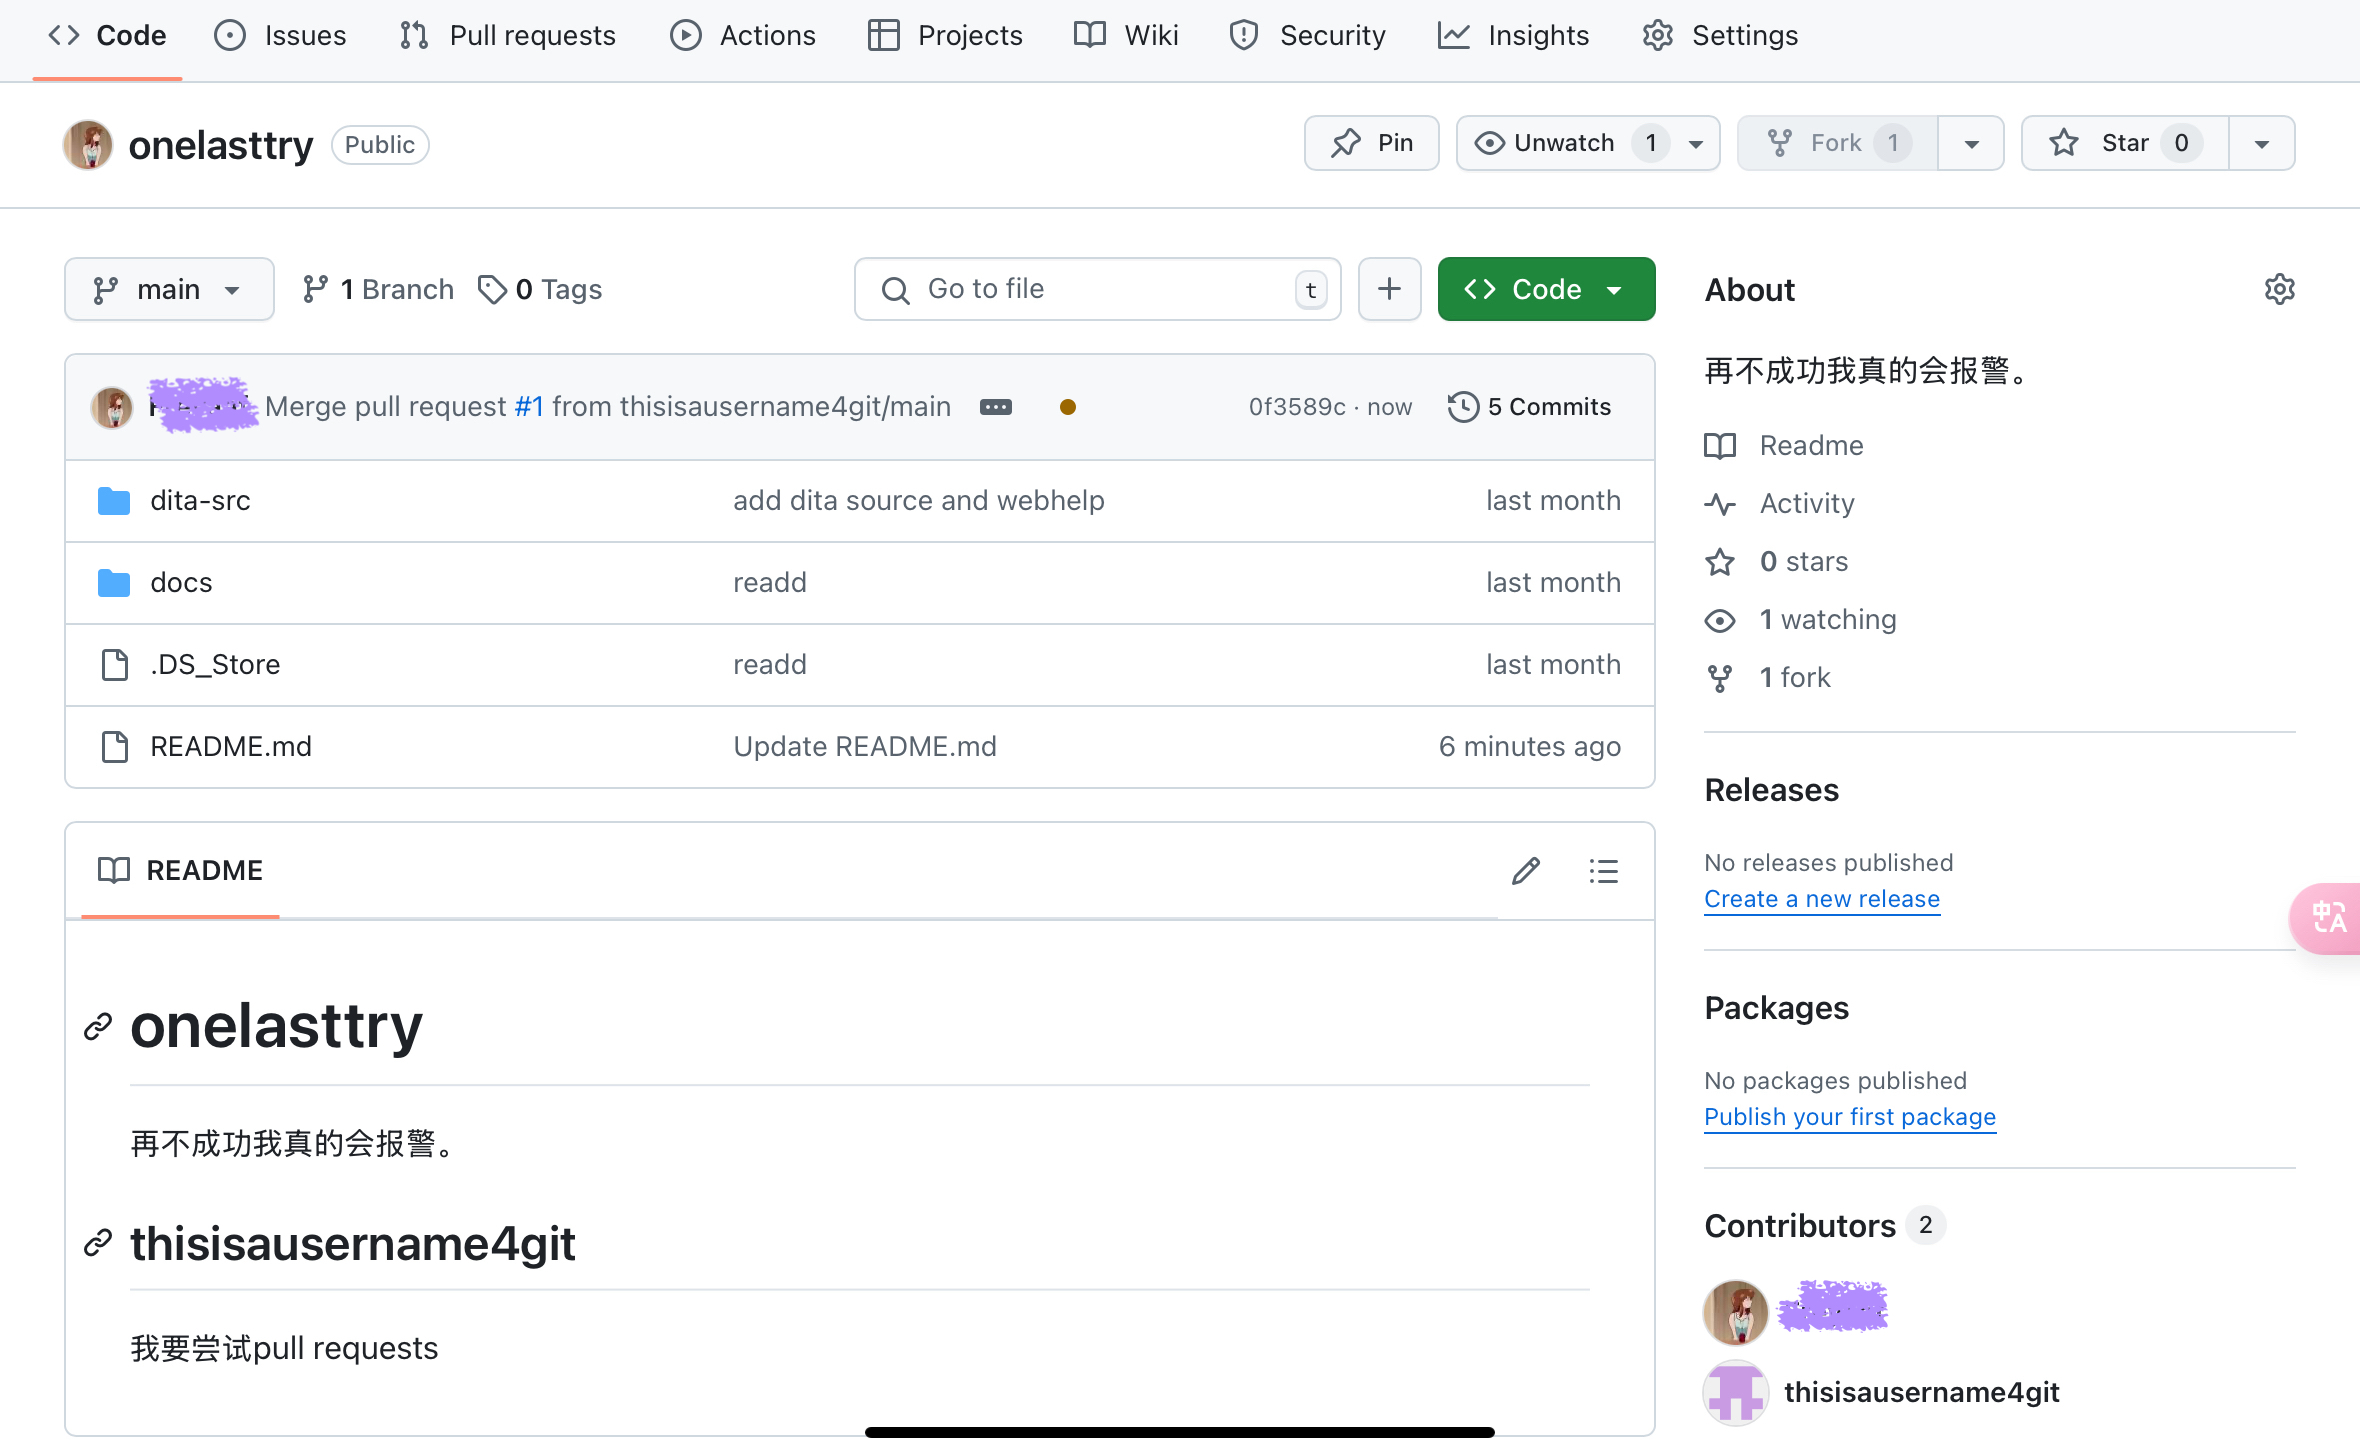 Code Issues Pull requests Actions Projects Wiki Security Insights Settings
onelasttry Public Pin Unwatch 1 Fork 1 Star 0
main 1 Branch 0 Tags Go to file t + Code
Merge pull request #1 from thisisausername4git/main 0f3589c · now 5 Commits
dita-src add dita source and webhelp last month
docs readd last month
.DS_Store readd last month
README.md Update README.md 6 minutes ago
README
onelasttry
再不成功我真的会报警。
thisisausername4git
我要尝试pull requests
About
再不成功我真的会报警。
Readme
Activity
0 stars
1 watching
1 fork
Releases
No releases published
Create a new release
中A
Packages
No packages published
Publish your first package
Contributors 2
thisisausername4git